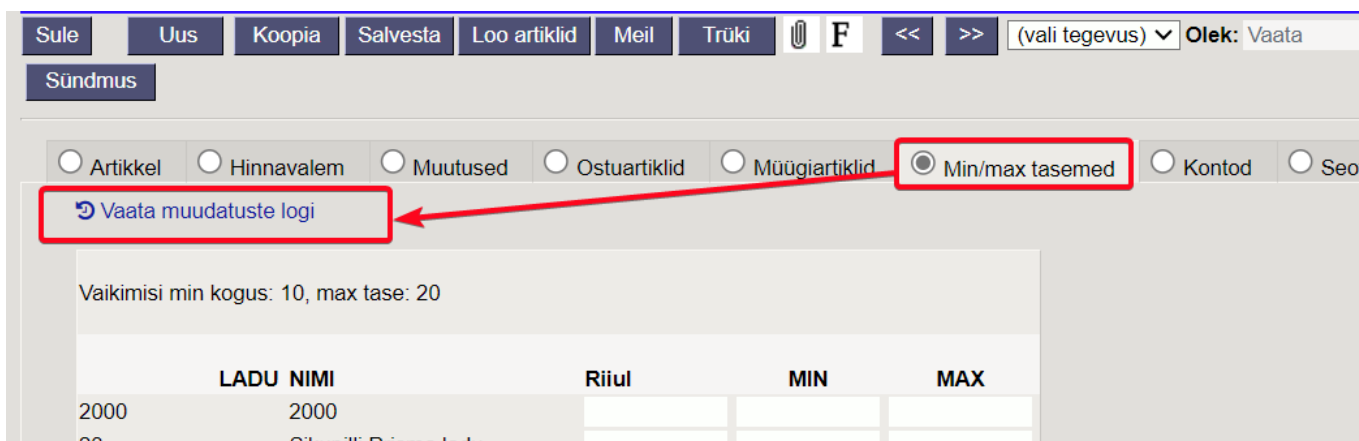 Sule Uus Koopia Salvesta Loo artiklid Meil Trüki F << >> (vali tegevus) Olek: Vaata
Sündmus
Artikkel Hinnavalem Muutused Ostuartiklid Müügiartiklid Min/max tasemed Kontod Seo
Vaata muudatuste logi
Vaikimisi min kogus: 10, max tase: 20
LADU NIMI Riiul MIN MAX
2000 2000